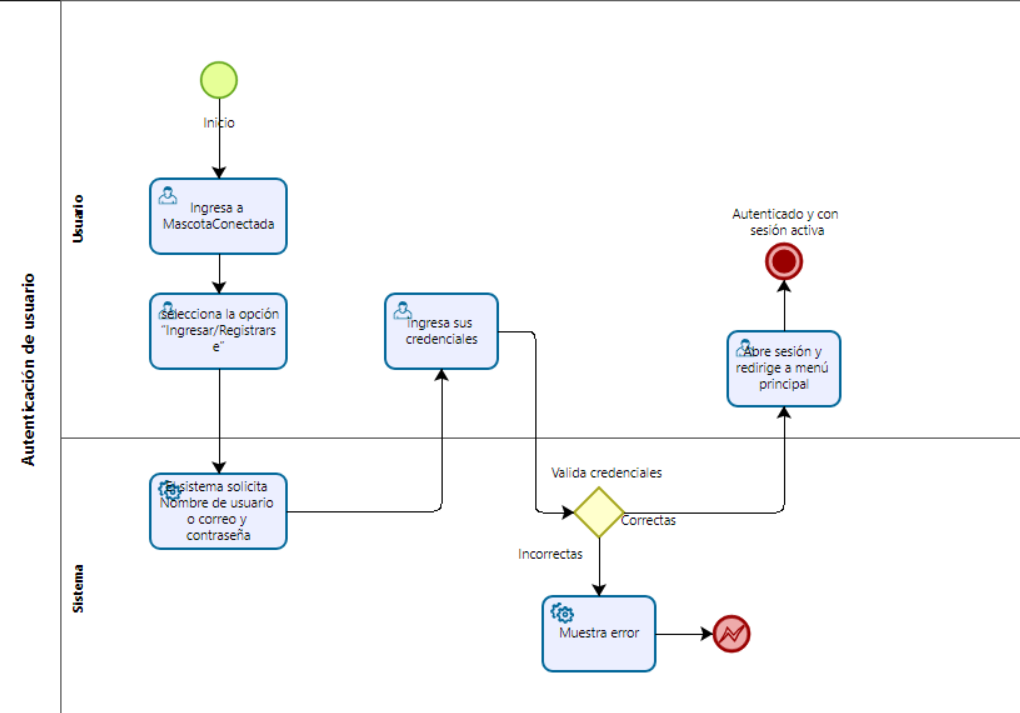 Autenticación de usuario
Usuario
Inicio
Ingresa a
MascotaConectada
selecciona la opción
“Ingresar/Registrars
e”
Ingresa sus
credenciales
Autenticado y con
sesión activa
Abre sesión y
redirige a menú
principal
Sistema
El sistema solicita
Nombre de usuario
o correo y
contraseña
Valida credenciales
Correctas
Incorrectas
Muestra error